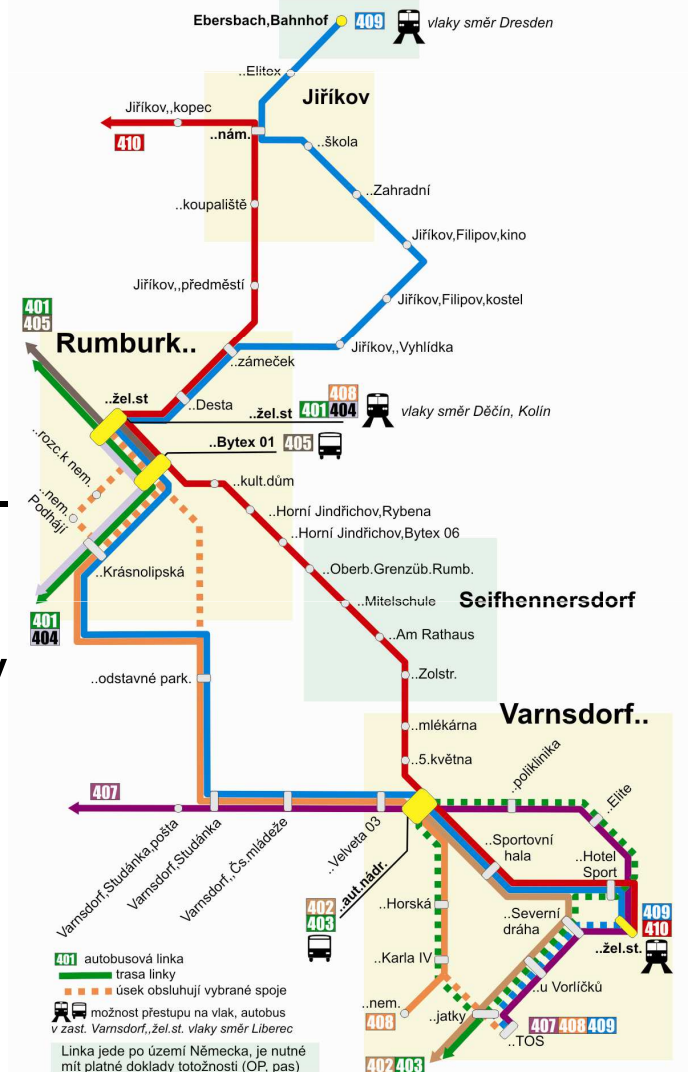 Ebersbach,Bahnhof
409
vlaky směr Dresden
..Elitex
Jiříkov
Jiříkov,,kopec
410
..nám.
..škola
..Zahradní
..koupaliště
Jiříkov,Filipov,kino
Jiříkov,,předměstí
Jiříkov,Filipov,kostel
401
405
Rumburk..
Jiříkov,,Vyhlídka
..zámeček
..žel.st
..Desta
408
..žel.st
401 404
vlaky směr Děčín, Kolín
..Bytex 01
405
..rozc.k nem.
..kult.dům
..nem.
Podhájí
..Horní Jindřichov,Rybena
..Horní Jindřichov,Bytex 06
..Krásnolipská
..Oberb.Grenzüb.Rumb.
..Mitelschule
Seifhennersdorf
401
404
..Am Rathaus
..odstavné park.
..Zolstr.
Varnsdorf..
..mlékárna
..5.května
..poliklinika
..Elite
407
Varnsdorf,Studánka,pošta
Varnsdorf,Studánka
Varnsdorf,,Čs.mládeže
..Velveta 03
..Sportovní
hala
..Hotel
Sport
..aut.nádr.
402
403
..Horská
..Severní
dráha
409
410
..žel.st.
..Karla IV
..u Vorlíčků
..nem.
408
..jatky
407 408 409
..TOS
402 403
401 autobusová linka
trasa linky
úsek obsluhují vybrané spoje
možnost přestupu na vlak, autobus
v zast. Varnsdorf,,žel.st. vlaky směr Liberec
Linka jede po území Německa, je nutné
mít platné doklady totožnosti (OP, pas)